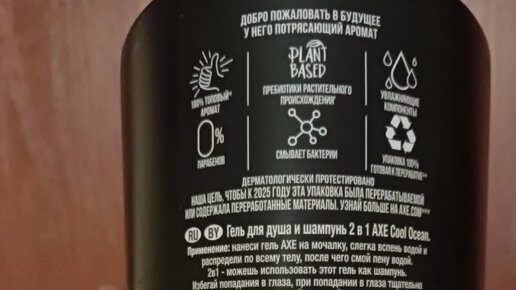 ДОБРО ПОЖАЛОВАТЬ В БУДУЩЕЕ
У НЕГО ПОТРЯСАЮЩИЙ АРОМАТ
PLANT
BASED
100% ТОПОВЫЙ*
АРОМАТ
ПРЕБИОТИКИ РАСТИТЕЛЬНОГО
ПРОИСХОЖДЕНИЯ
УВЛАЖНЯЮЩИЕ
КОМПОНЕНТЫ
0%
ПАРАБЕНОВ
СМЫВАЕТ БАКТЕРИИ
УПАКОВКА 100%
ГОТОВАЯ К ПЕРЕРАБОТКЕ**
ДЕРМАТОЛОГИЧЕСКИ ПРОТЕСТИРОВАНО
НАША ЦЕЛЬ, ЧТОБЫ К 2025 ГОДУ ЭТА УПАКОВКА БЫЛА ПЕРЕРАБАТЫВАЕМОЙ
ИЛИ СОДЕРЖАЛА ПЕРЕРАБОТАННЫЕ МАТЕРИАЛЫ. УЗНАЙ БОЛЬШЕ НА AXE.COM***
RU BY Гель для душа и шампунь 2 в 1 AXE Cool Ocean.
Применение: нанеси гель AXE на мочалку, слегка вспень водой и
распредели по всему телу, после чего смой пену водой.
2в1 - можешь использовать этот гель как шампунь.
Избегай попадания в глаза, при попадании в глаза тщательно